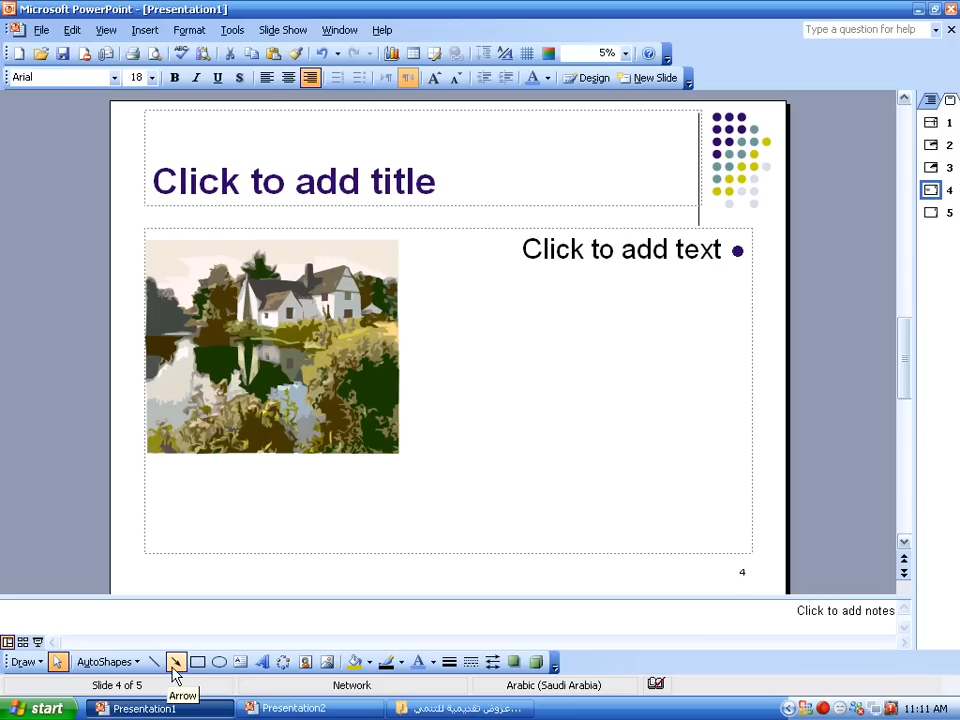 Microsoft PowerPoint - [Presentation1]
File Edit View Insert Format Tools Slide Show Window Help
Type a question for help
5%
Arial 18 B I U S A A A Design New Slide
Click to add title
Click to add text
4
1
2
3
4
5
Click to add notes
Draw AutoShapes A A
Slide 4 of 5 Network Arabic (Saudi Arabia)
Arrow
start Presentation1 Presentation2 عروض تقديمية للتنمي... 11:11 AM